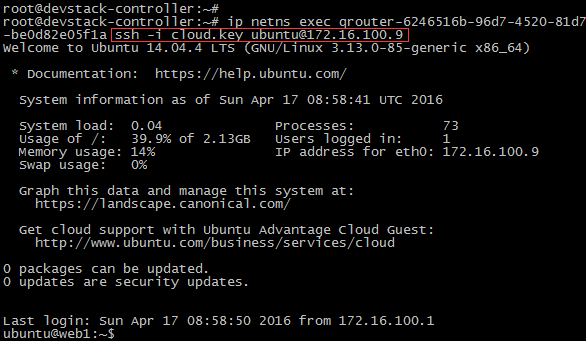 root@devstack-controller:~#
root@devstack-controller:~# ip netns exec qrouter-6246516b-96d7-4520-81d7
-be0d82e05f1a ssh -i cloud.key ubuntu@172.16.100.9
Welcome to Ubuntu 14.04.4 LTS (GNU/Linux 3.13.0-85-generic x86_64)
* Documentation: https://help.ubuntu.com/
System information as of Sun Apr 17 08:58:41 UTC 2016
System load: 0.04 Processes: 73
Usage of /: 39.9% of 2.13GB Users logged in: 1
Memory usage: 14% IP address for eth0: 172.16.100.9
Swap usage: 0%
Graph this data and manage this system at:
https://landscape.canonical.com/
Get cloud support with Ubuntu Advantage Cloud Guest:
http://www.ubuntu.com/business/services/cloud
0 packages can be updated.
0 updates are security updates.
Last login: Sun Apr 17 08:58:50 2016 from 172.16.100.1
ubuntu@web1:~$